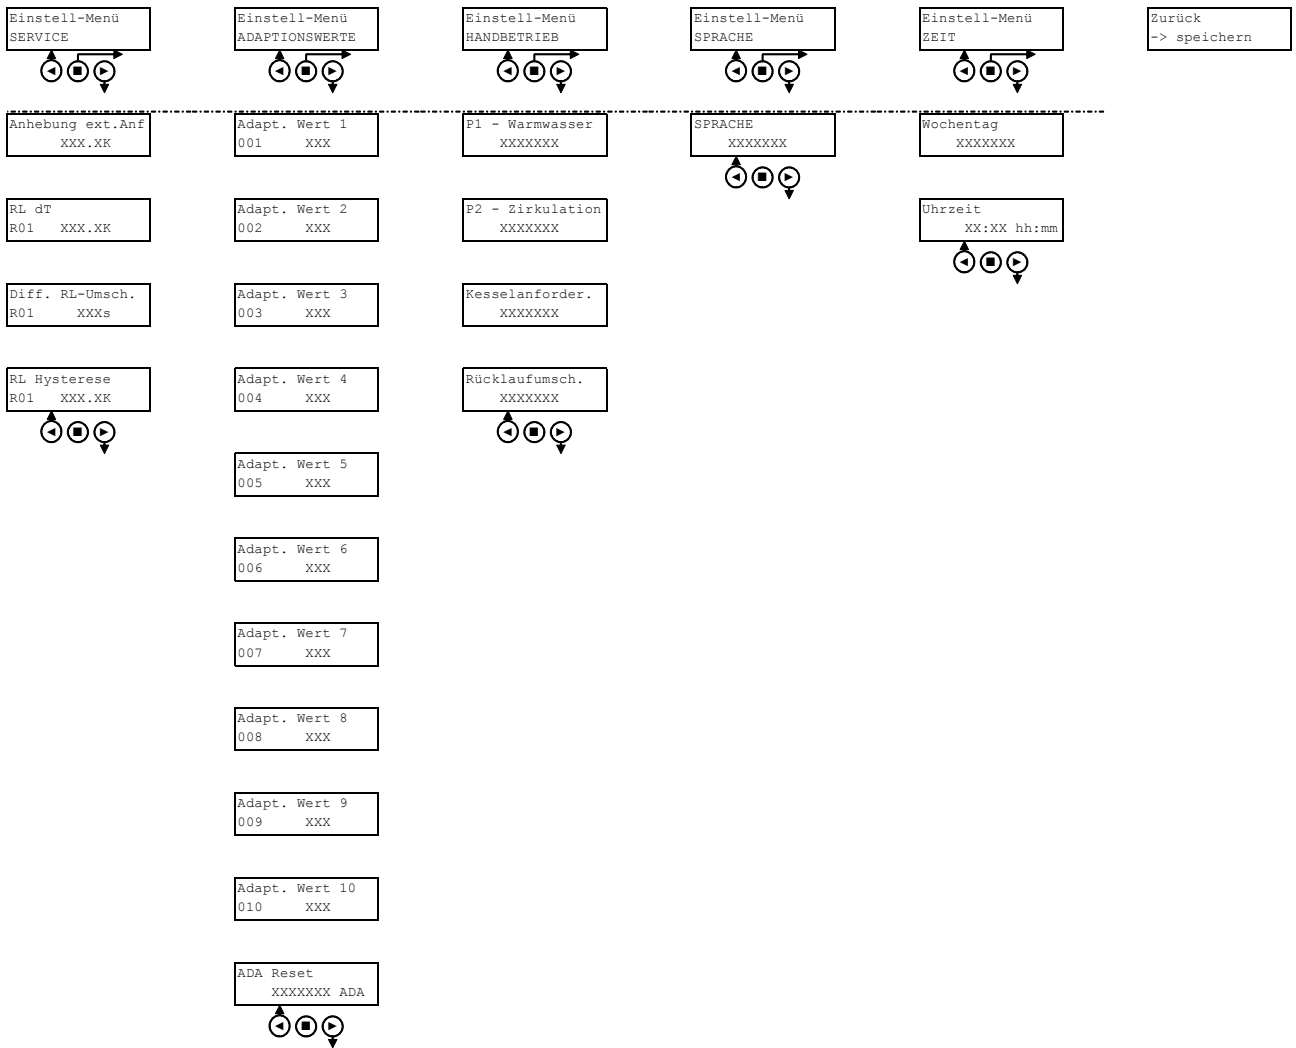 Einstell-Menü
SERVICE
Einstell-Menü
ADAPTIONSWERTE
Einstell-Menü
HANDBETRIEB
Einstell-Menü
SPRACHE
Einstell-Menü
ZEIT
Zurück
-> speichern
Anhebung ext.Anf
XXX.XK
RL dT
R01 XXX.XK
Diff. RL-Umsch.
R01 XXXs
RL Hysterese
R01 XXX.XK
Adapt. Wert 1
001 XXX
Adapt. Wert 2
002 XXX
Adapt. Wert 3
003 XXX
Adapt. Wert 4
004 XXX
Adapt. Wert 5
005 XXX
Adapt. Wert 6
006 XXX
Adapt. Wert 7
007 XXX
Adapt. Wert 8
008 XXX
Adapt. Wert 9
009 XXX
Adapt. Wert 10
010 XXX
ADA Reset
XXXXXXX ADA
P1 - Warmwasser
XXXXXXX
P2 - Zirkulation
XXXXXXX
Kesselanforder.
XXXXXXX
Rücklaufumsch.
XXXXXXX
SPRACHE
XXXXXXX
Wochentag
XXXXXXX
Uhrzeit
XX:XX hh:mm